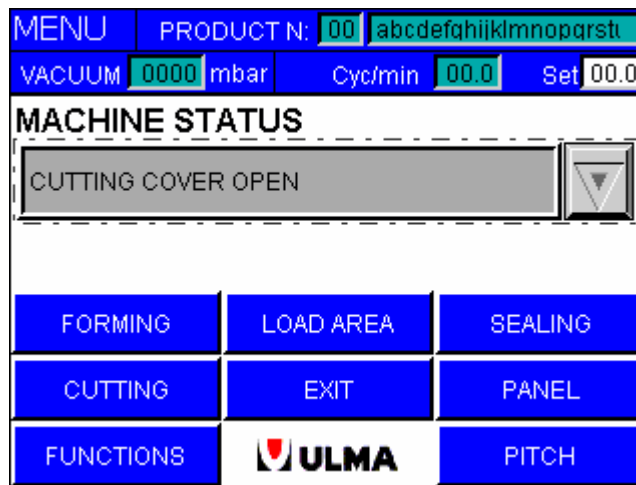 MENU PRODUCT N: 00 abcdefghijklmnopqrst
VACUUM 0000 mbar Cyc/min 00.0 Set 00.0
MACHINE STATUS
CUTTING COVER OPEN
FORMING LOAD AREA SEALING
CUTTING EXIT PANEL
FUNCTIONS ULMA PITCH